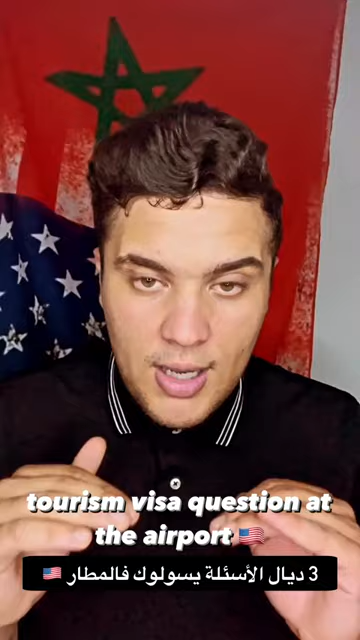 tourism visa question at
the airport 🇺🇸
3 ديال الأسئلة يسولوك فالمطار 🇺🇸